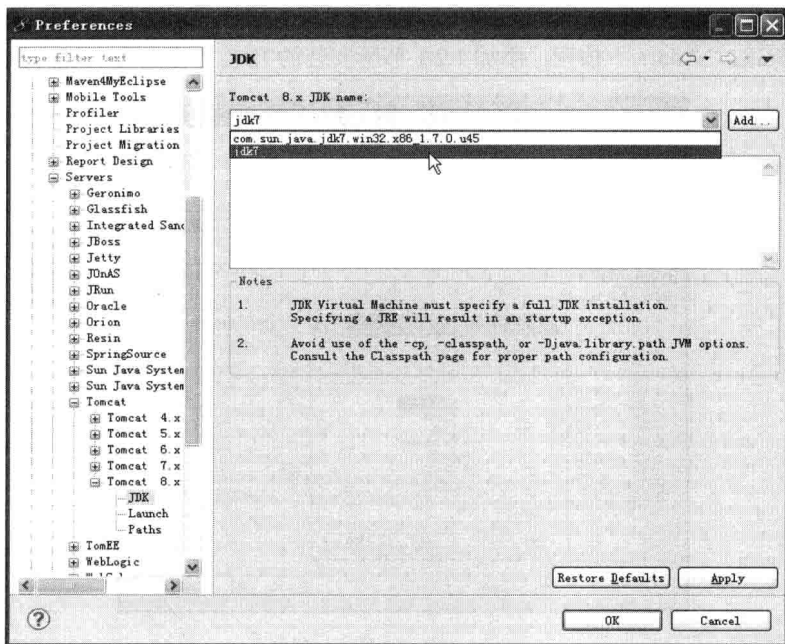 Preferences
type filter text
Maven4MyEclipse
Mobile Tools
Profiler
Project Libraries
Project Migration
Report Design
Servers
Geronimo
Glassfish
Integrated Sand
JBoss
Jetty
JOnAS
JRun
Oracle
Orion
Resin
SpringSource
Sun Java System
Sun Java System
Tomcat
Tomcat 4.x
Tomcat 5.x
Tomcat 6.x
Tomcat 7.x
Tomcat 8.x
JDK
Launch
Paths
TomEE
WebLogic
JDK
Tomcat 8.x JDK name:
jdk7
Add...
com.sun.java.jdk7.win32.x86_1.7.0.u45
jdk7
Notes
1. JDK Virtual Machine must specify a full JDK installation.
Specifying a JRE will result in an startup exception.
2. Avoid use of the -cp, -classpath, or -Djava.library.path JVM options.
Consult the Classpath page for proper path configuration.
Restore Defaults
Apply
OK
Cancel